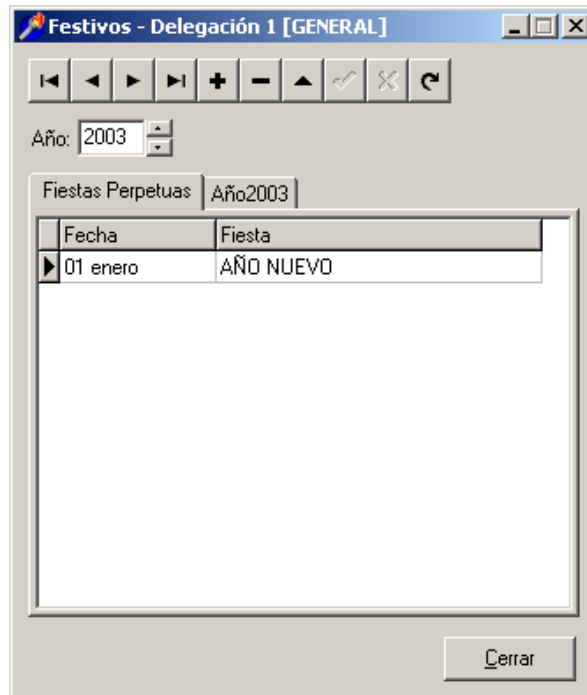 Festivos - Delegación 1 [GENERAL]
Año: 2003
Fiestas Perpetuas Año2003
Fecha Fiesta
01 enero AÑO NUEVO
Cerrar